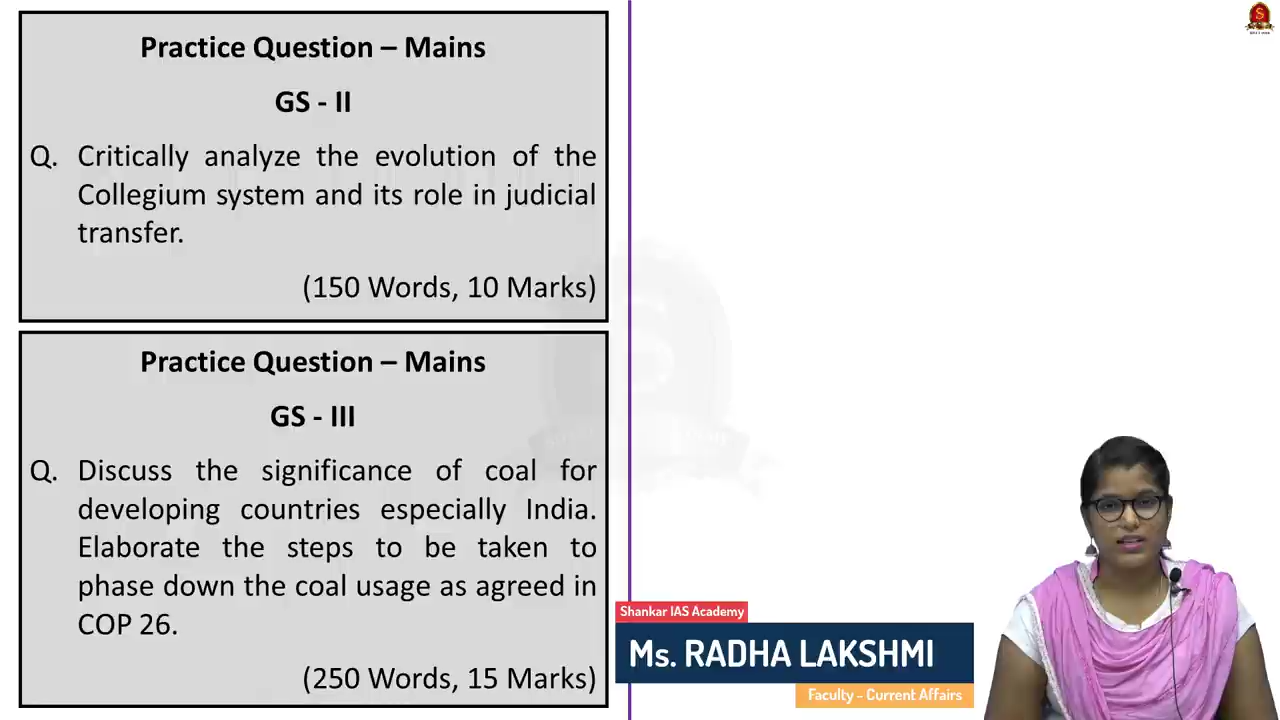 Practice Question – Mains
GS - II
Q. Critically analyze the evolution of the
Collegium system and its role in judicial
transfer.
(150 Words, 10 Marks)
Practice Question – Mains
GS - III
Q. Discuss the significance of coal for
developing countries especially India.
Elaborate the steps to be taken to
phase down the coal usage as agreed in
COP 26.
(250 Words, 15 Marks)
Shankar IAS Academy
Ms. RADHA LAKSHMI
Faculty - Current Affairs